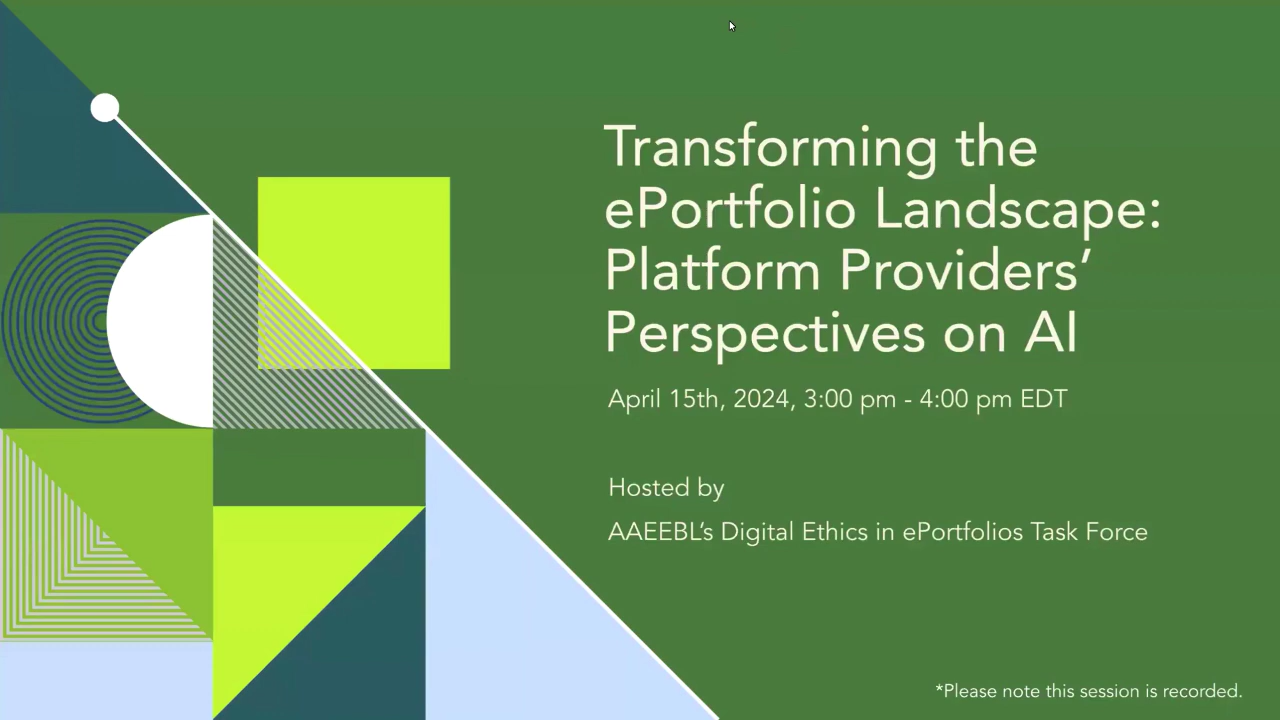 Transforming the
ePortfolio Landscape:
Platform Providers’
Perspectives on AI
April 15th, 2024, 3:00 pm - 4:00 pm EDT
Hosted by
AAEEBL’s Digital Ethics in ePortfolios Task Force
*Please note this session is recorded.